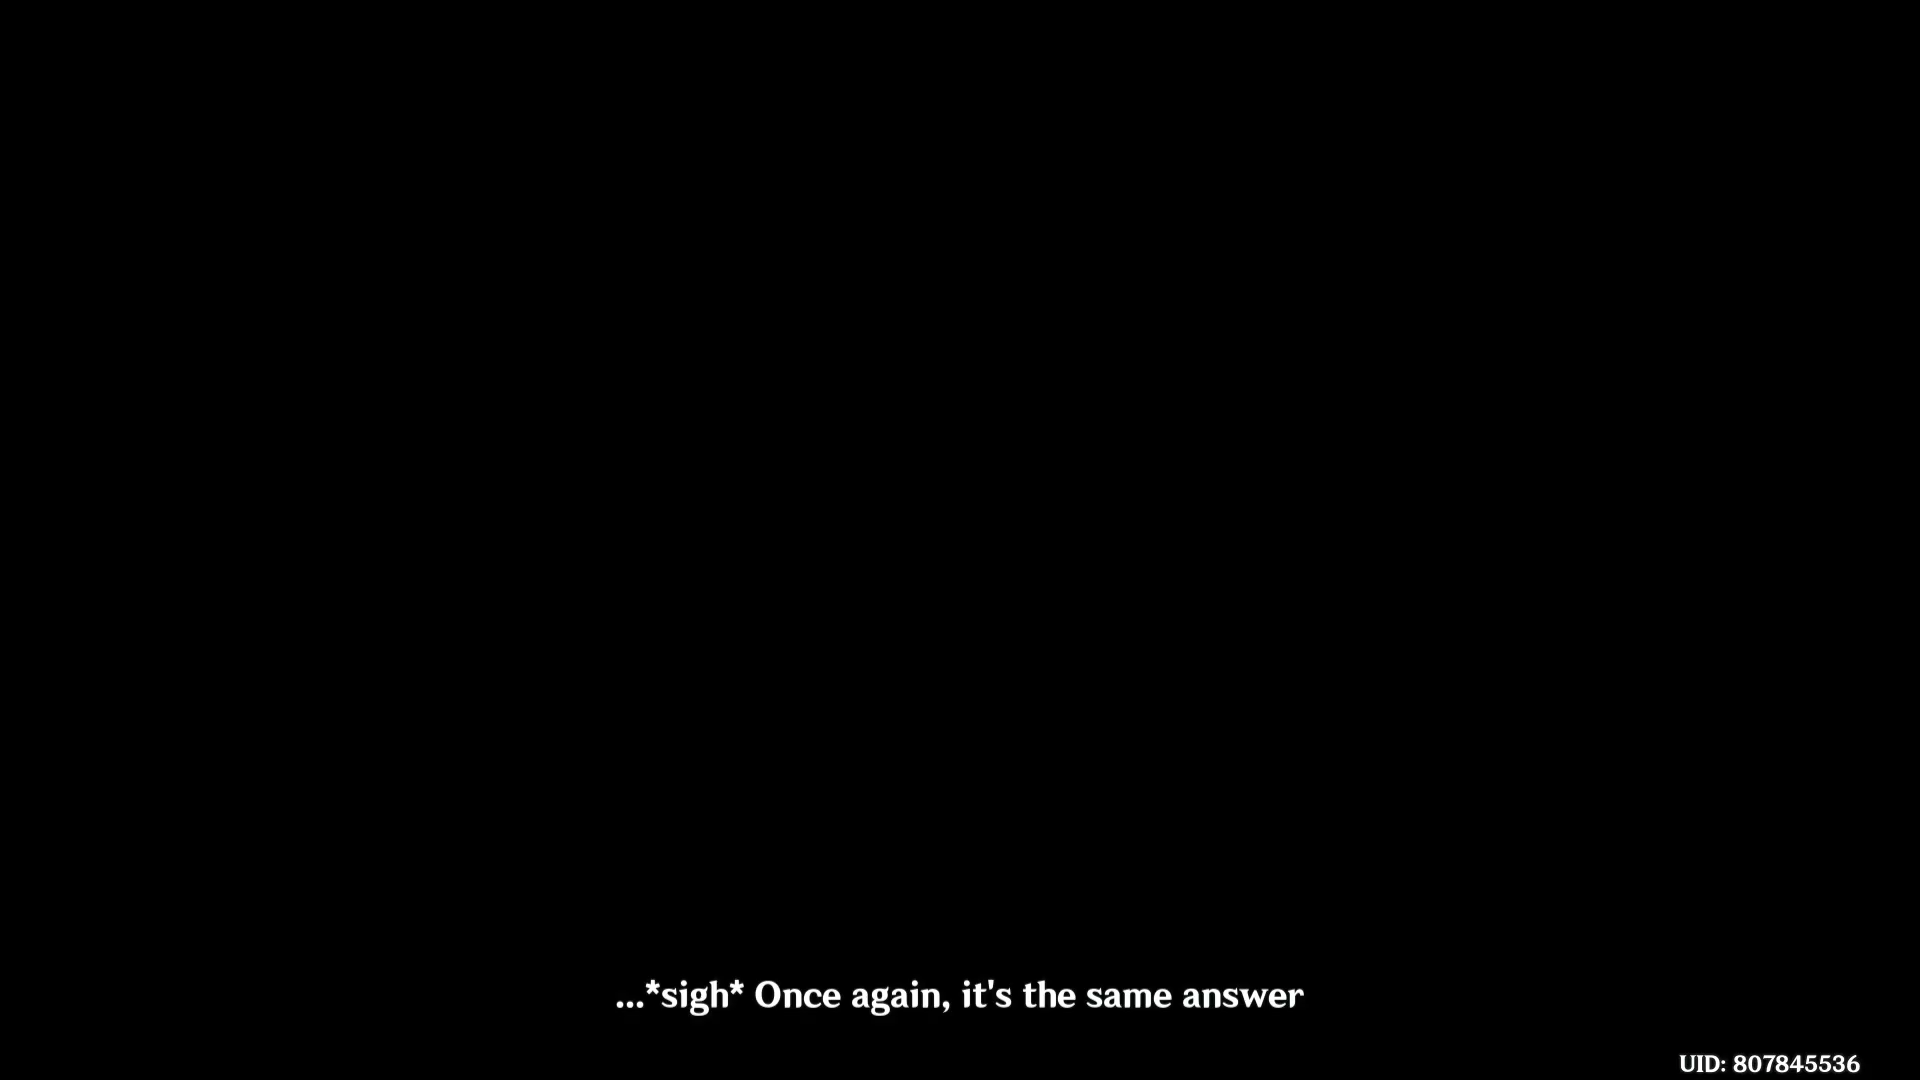 ...*sigh* Once again, it's the same answer
UID: 807845536